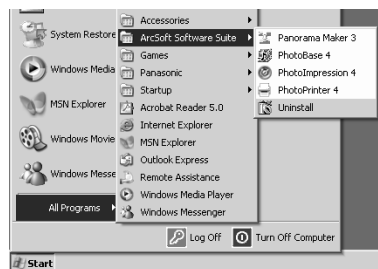 System Restore
Windows Media
MSN Explorer
Windows Movie
Windows Messe
All Programs
Accessories
ArcSoft Software Suite
Games
Panasonic
Startup
Acrobat Reader 5.0
Internet Explorer
MSN Explorer
Outlook Express
Remote Assistance
Windows Media Player
Windows Messenger
Panorama Maker 3
PhotoBase 4
PhotoImpression 4
PhotoPrinter 4
Uninstall
Log Off
Turn Off Computer
Start